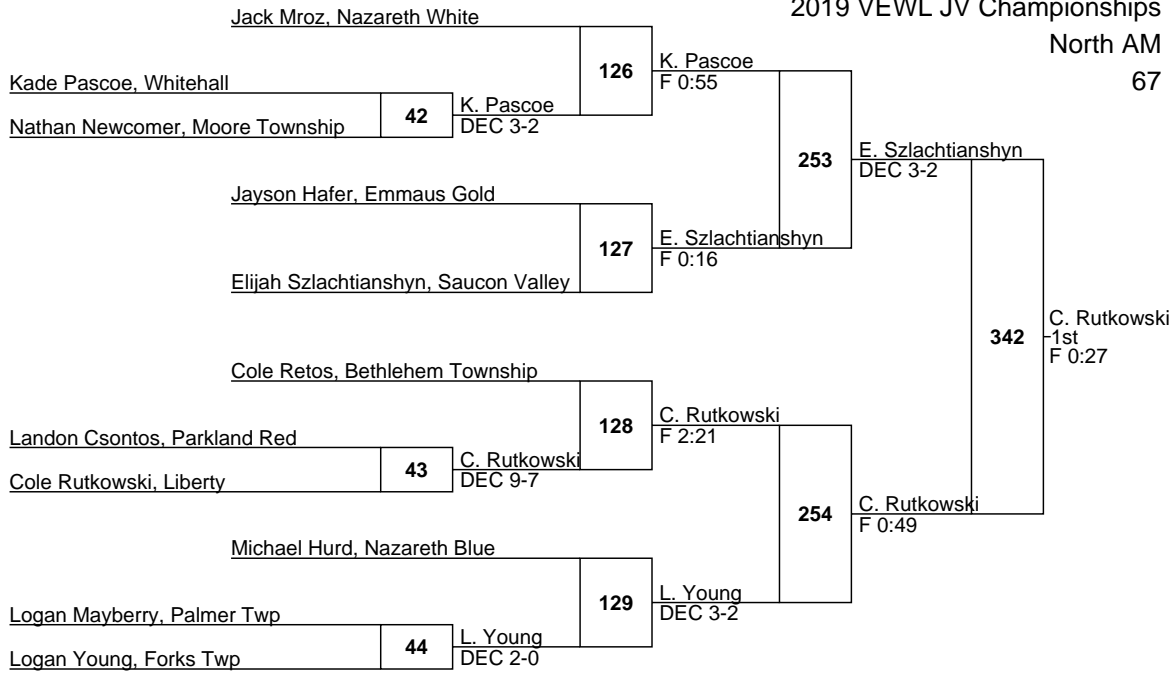 2019 VEWL JV Championships
North AM
67
Jack Mroz, Nazareth White
126
K. Pascoe
F 0:55
Kade Pascoe, Whitehall
42
K. Pascoe
DEC 3-2
Nathan Newcomer, Moore Township
253
E. Szlachtianshyn
DEC 3-2
Jayson Hafer, Emmaus Gold
127
E. Szlachtianshyn
F 0:16
Elijah Szlachtianshyn, Saucon Valley
342
C. Rutkowski
1st
F 0:27
Cole Retos, Bethlehem Township
128
C. Rutkowski
F 2:21
Landon Csontos, Parkland Red
43
C. Rutkowski
DEC 9-7
Cole Rutkowski, Liberty
254
C. Rutkowski
F 0:49
Michael Hurd, Nazareth Blue
129
L. Young
DEC 3-2
Logan Mayberry, Palmer Twp
44
L. Young
DEC 2-0
Logan Young, Forks Twp